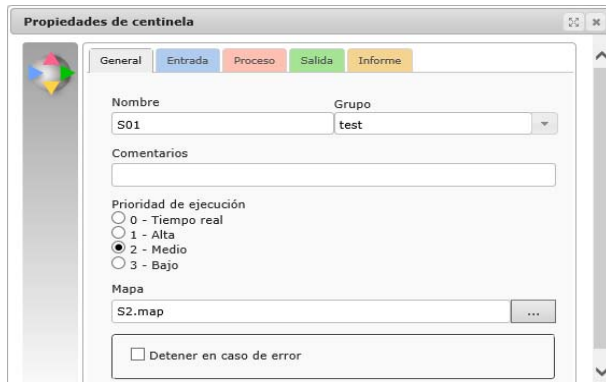 Propiedades de centinela
General Entrada Proceso Salida Informe
Nombre Grupo
S01 test
Comentarios
Prioridad de ejecución
0 - Tiempo real
1 - Alta
2 - Medio
3 - Bajo
Mapa
S2.map ...
Detener en caso de error